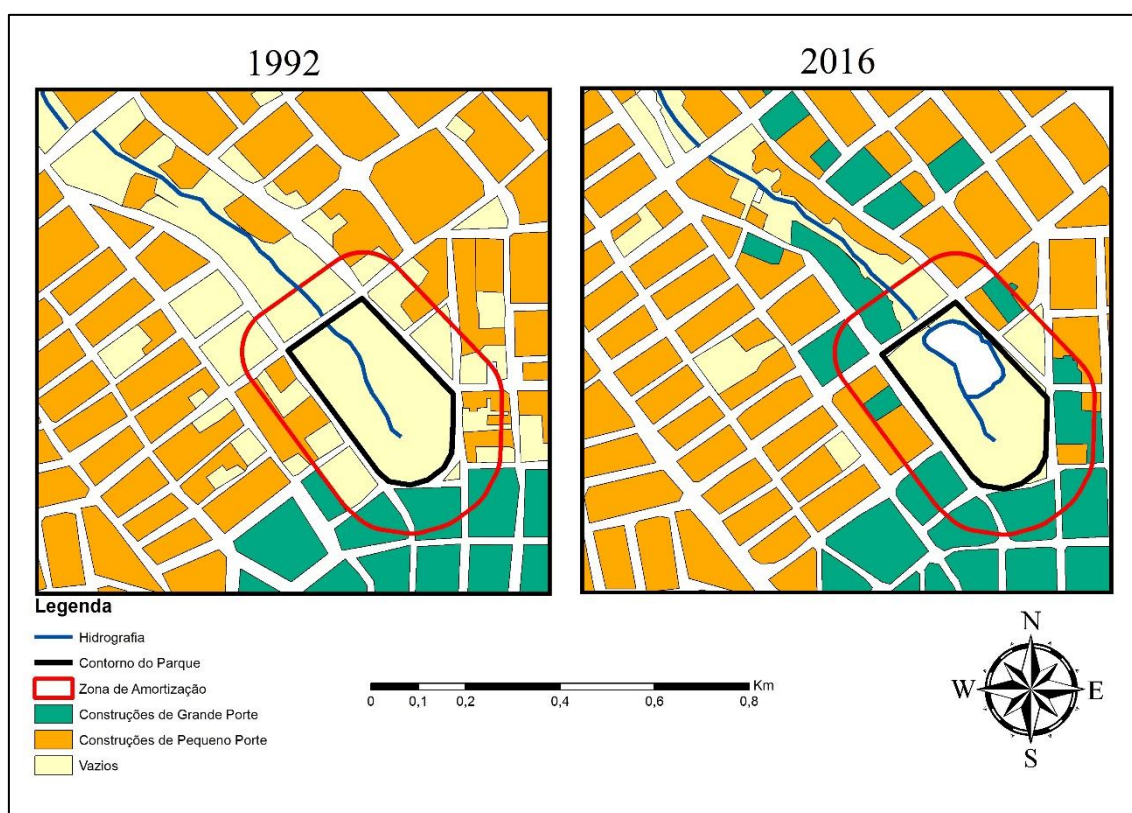 1992
2016
Legenda
Hidrografia
Contorno do Parque
Zona de Amortização
Construções de Grande Porte
Construções de Pequeno Porte
Vazios
Km
0 0,1 0,2 0,4 0,6 0,8
N
W E
S